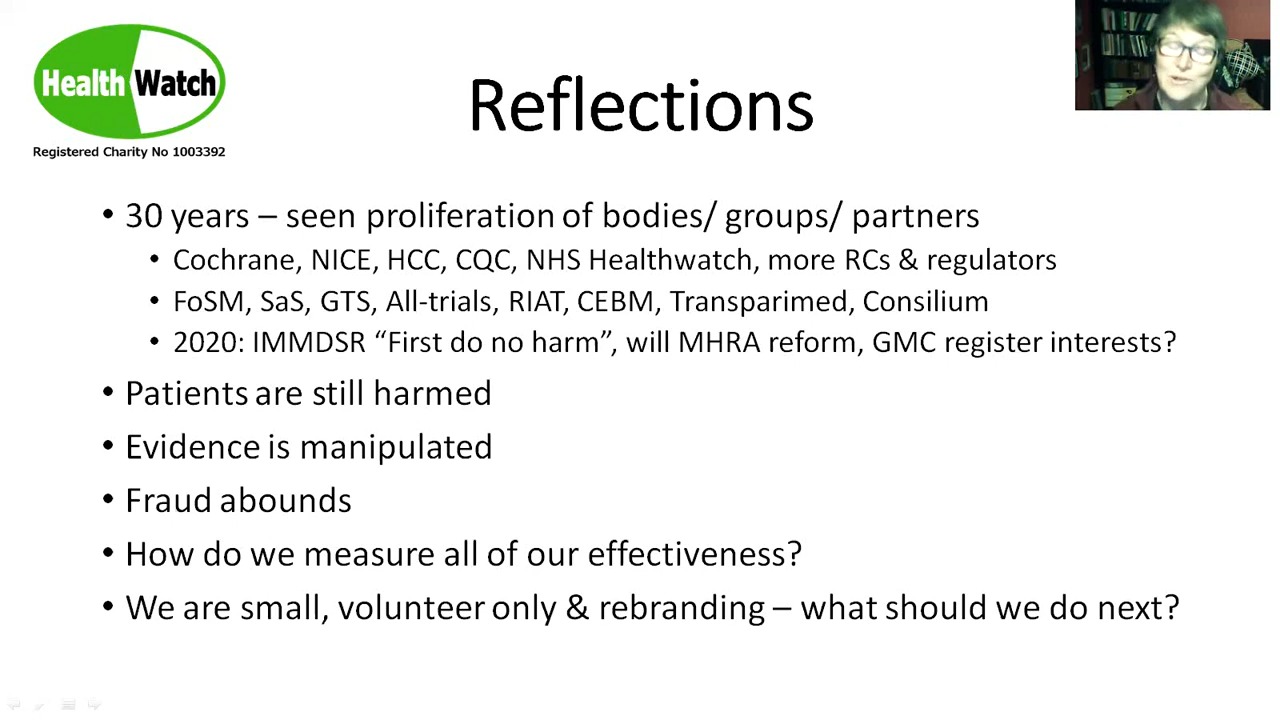 Health Watch
Registered Charity No 1003392
Reflections
• 30 years – seen proliferation of bodies/ groups/ partners
• Cochrane, NICE, HCC, CQC, NHS Healthwatch, more RCs & regulators
• FoSM, SaS, GTS, All-trials, RIAT, CEBM, Transparimed, Consilium
• 2020: IMMDSR “First do no harm”, will MHRA reform, GMC register interests?
• Patients are still harmed
• Evidence is manipulated
• Fraud abounds
• How do we measure all of our effectiveness?
• We are small, volunteer only & rebranding – what should we do next?